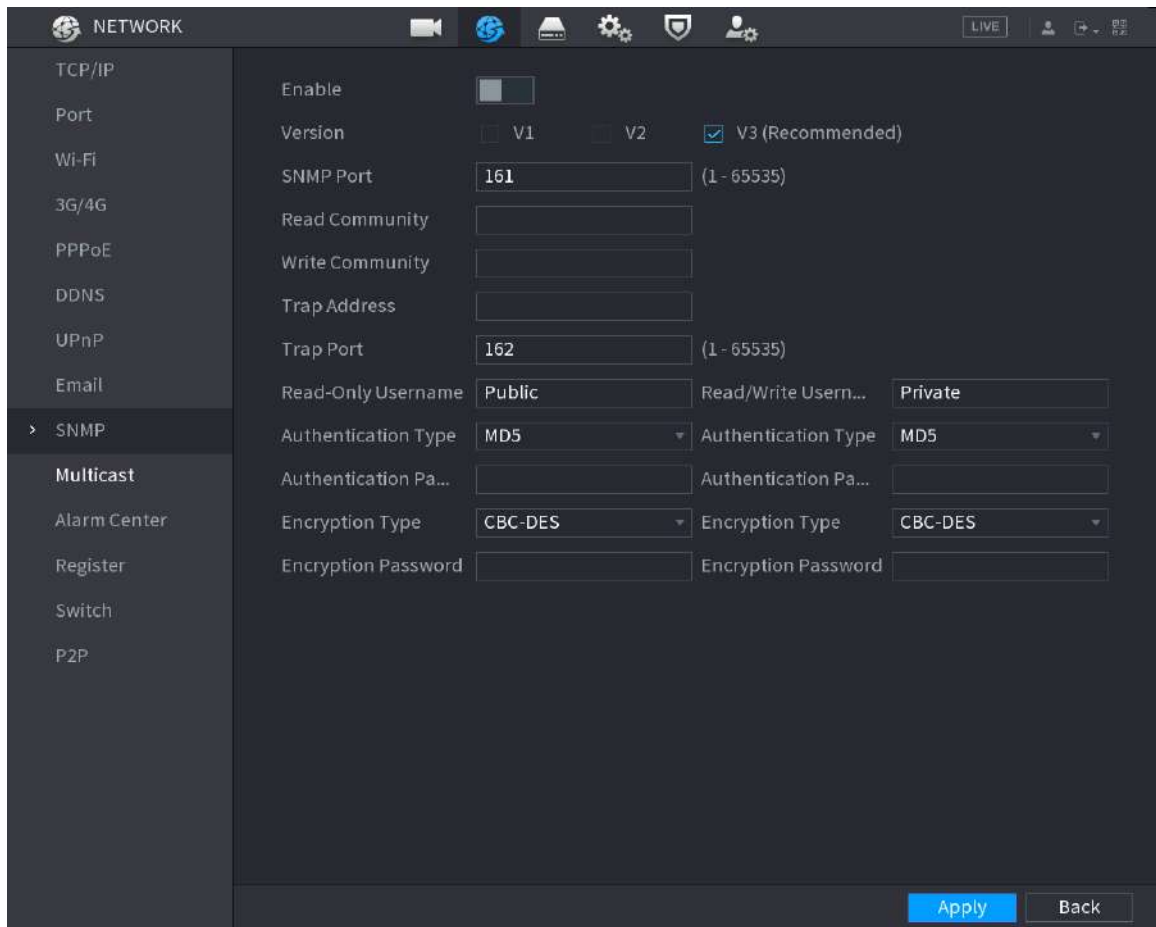 NETWORK
LIVE
TCP/IP
Port
Wi-Fi
3G/4G
PPPoE
DDNS
UPnP
Email
SNMP
Multicast
Alarm Center
Register
Switch
P2P
Enable
Version V1 V2 V3 (Recommended)
SNMP Port 161 (1 - 65535)
Read Community
Write Community
Trap Address
Trap Port 162 (1 - 65535)
Read-Only Username Public Read/Write Usern... Private
Authentication Type MD5 Authentication Type MD5
Authentication Pa... Authentication Pa...
Encryption Type CBC-DES Encryption Type CBC-DES
Encryption Password Encryption Password
Apply Back